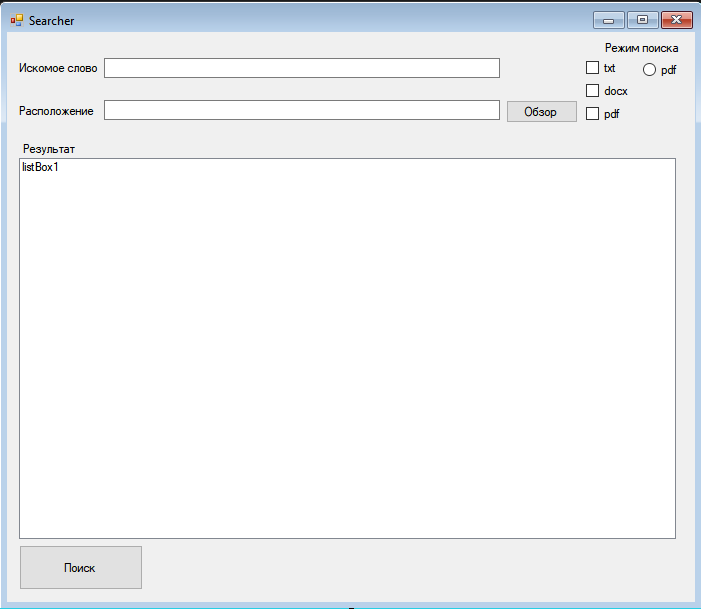 Searcher
Режим поиска
Искомое слово
txt
pdf
docx
Расположение
Обзор
pdf
Результат
listBox1
Поиск